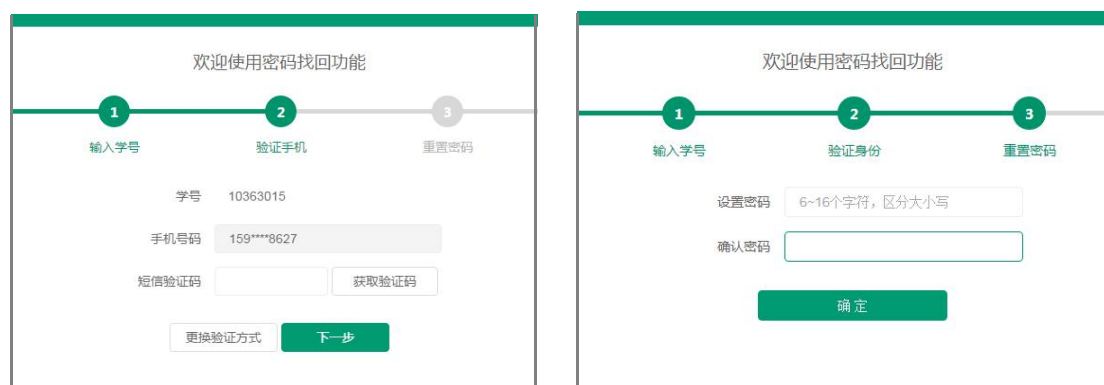 欢迎使用密码找回功能
1 2 3
输入学号 验证手机 重置密码
学号 10363015
手机号码 159****8627
短信验证码 获取验证码
更换验证方式 下一步
欢迎使用密码找回功能
1 2 3
输入学号 验证身份 重置密码
设置密码 6~16个字符，区分大小写
确认密码
确定